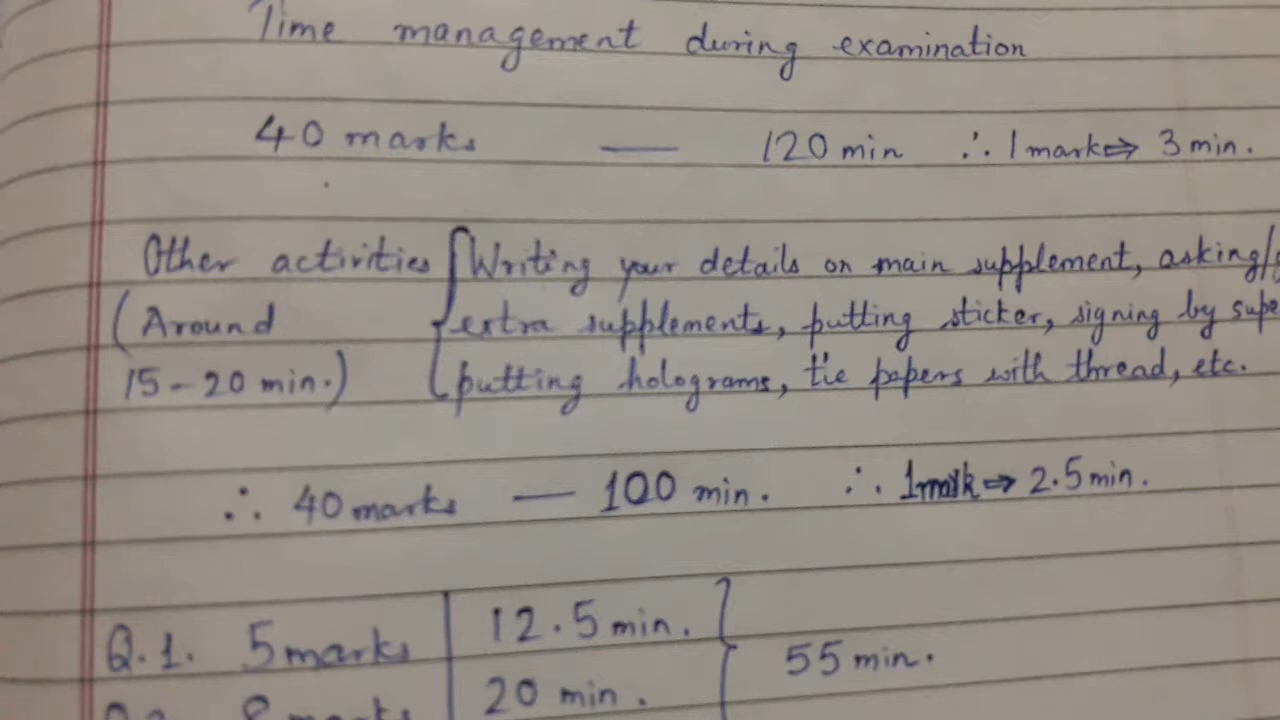 Time management during examination
40 marks — 120 min ∴ 1 mark ⇒ 3 min.
Other activities { Writing your details on main supplement, asking/
(Around extra supplements, putting sticker, signing by supe
15-20 min.) putting holograms, tie papers with thread, etc.
∴ 40 marks — 100 min. ∴ 1 mark ⇒ 2.5 min.
Q.1. 5 marks | 12.5 min. } 55 min.
8 marks | 20 min.